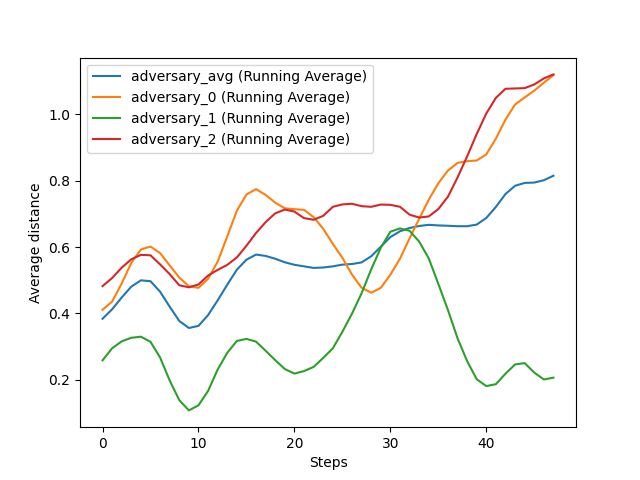 adversary_avg (Running Average)
adversary_0 (Running Average)
adversary_1 (Running Average)
adversary_2 (Running Average)
1.0
0.8
0.6
0.4
0.2
Average distance
0 10 20 30 40
Steps